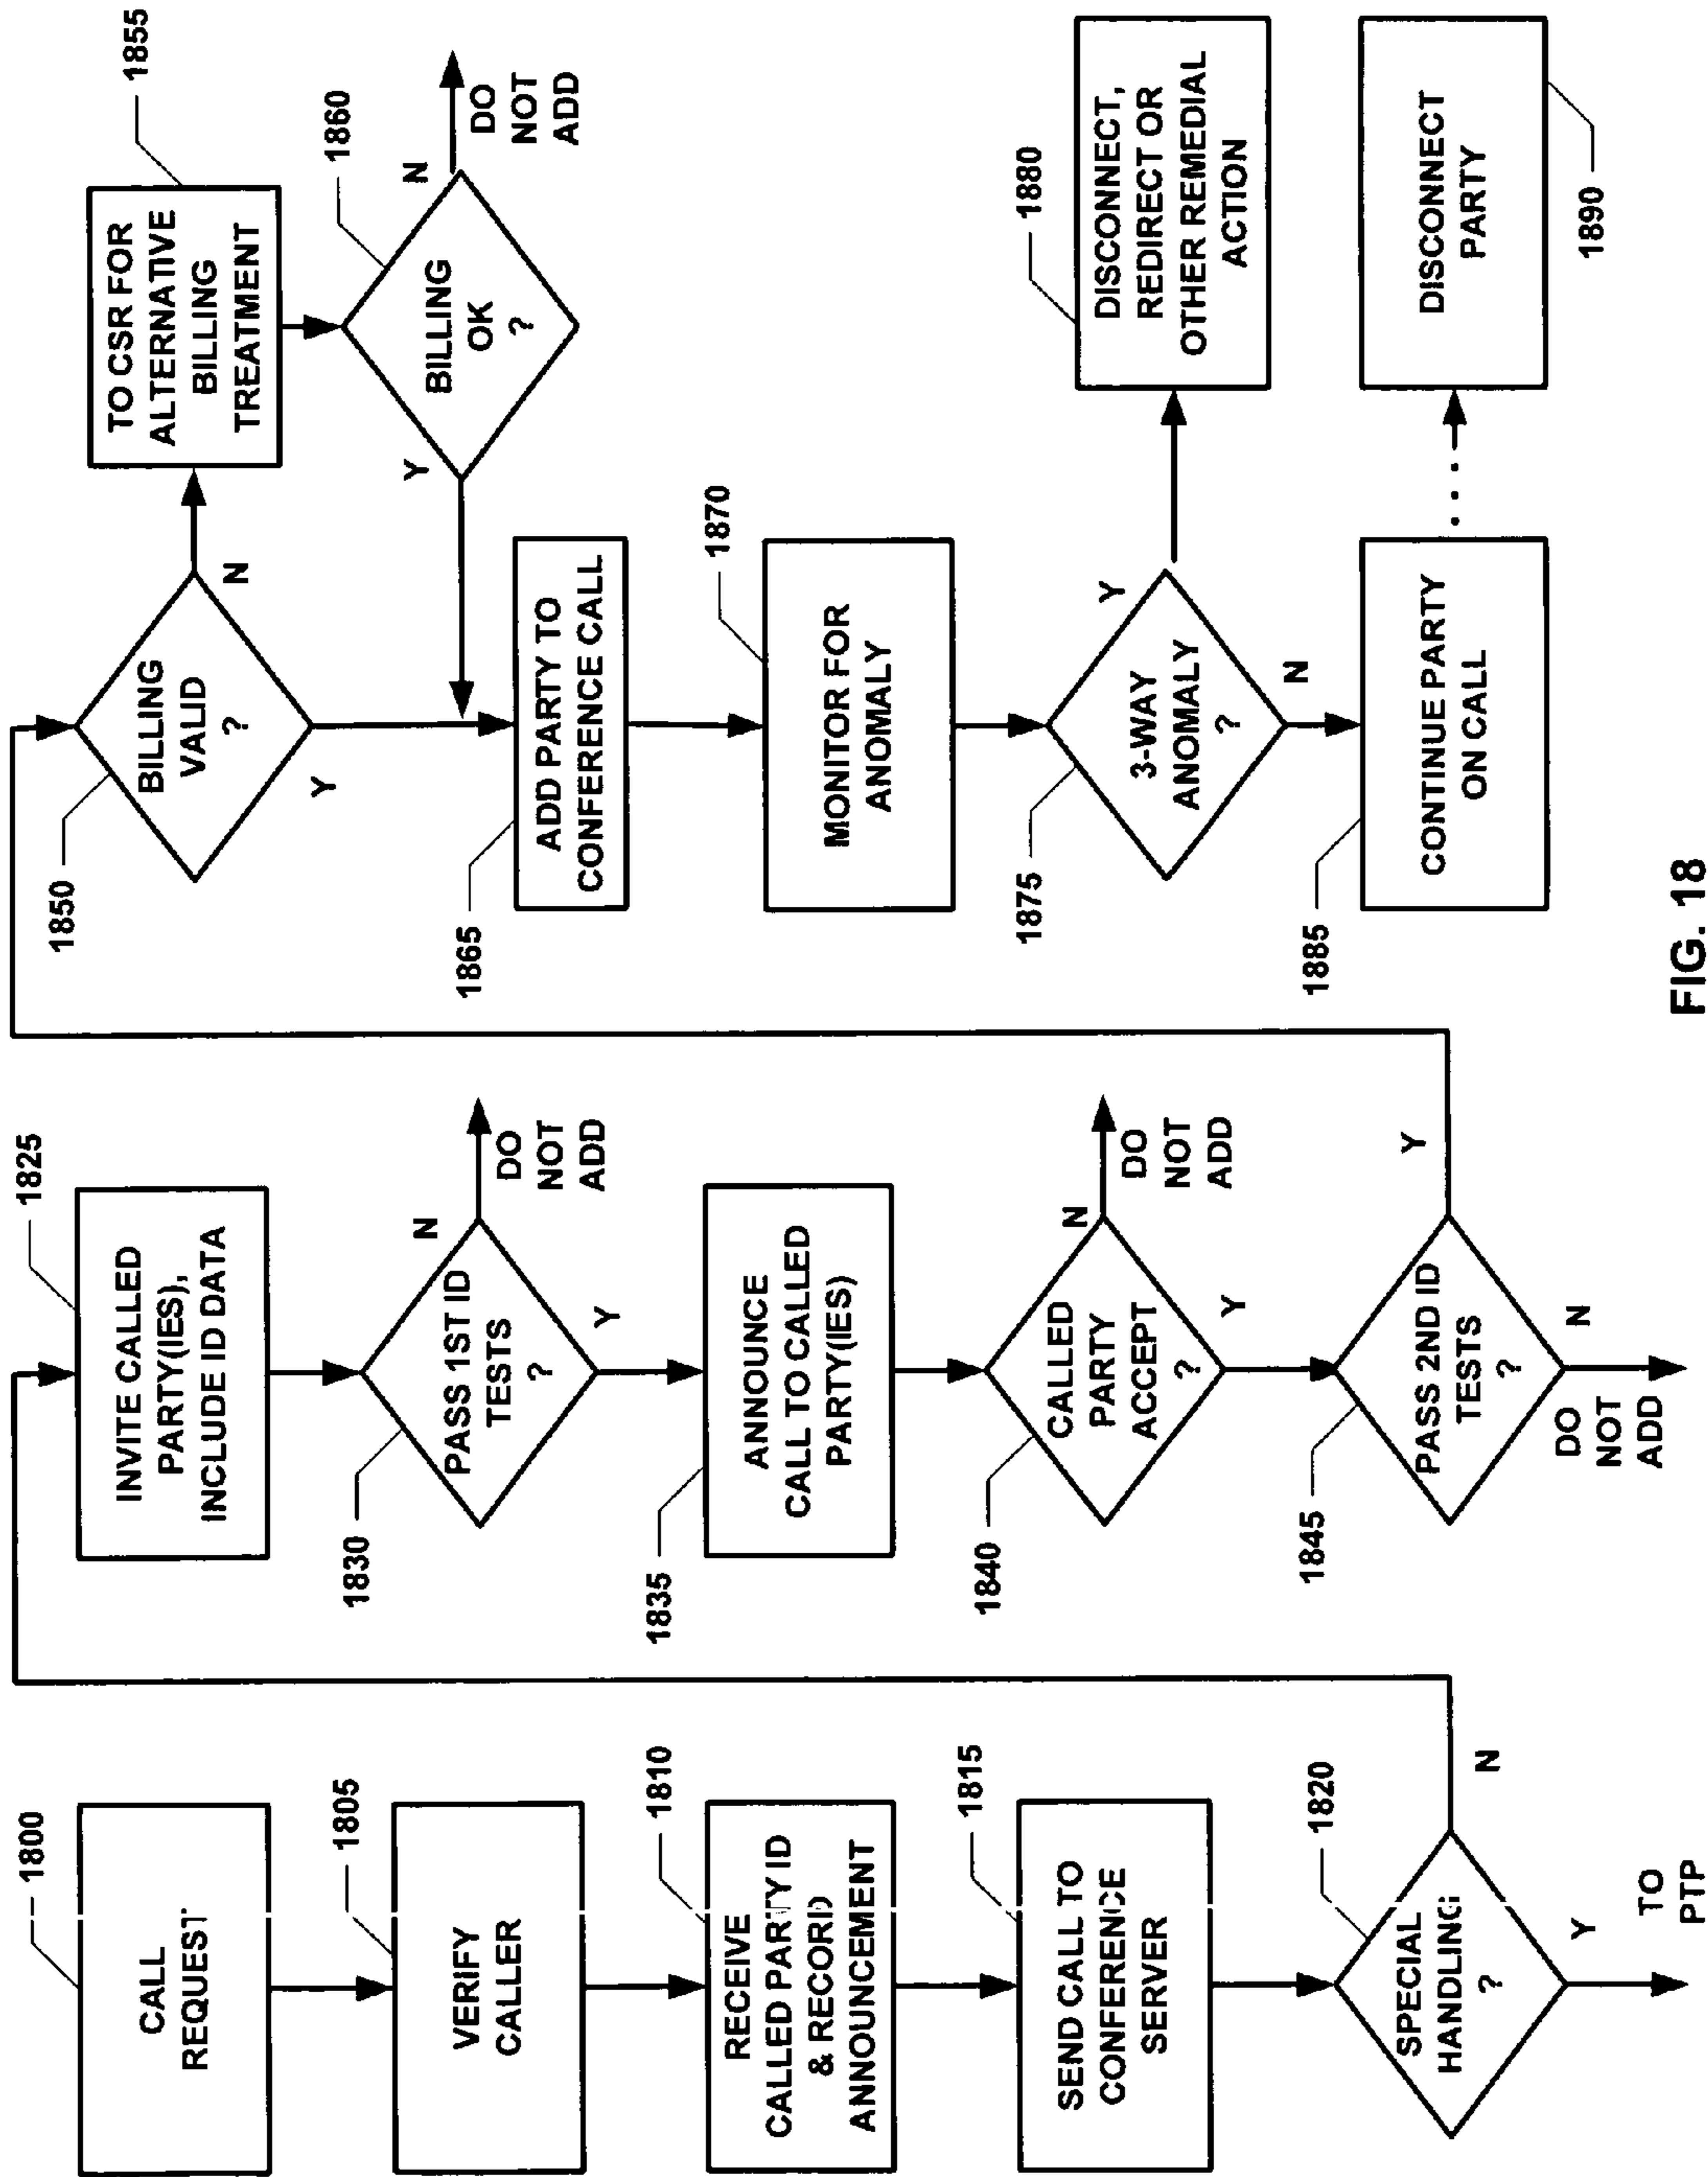 1800
CALL
REQUEST
1805
VERIFY
CALLER
1810
RECEIVE
CALLED PARTY ID
& RECORD
ANNOUNCEMENT
1815
SEND CALL TO
CONFERENCE
SERVER
1820
SPECIAL
HANDLING
?
N
Y
TO
PTP
1825
INVITE CALLED
PARTY(IES),
INCLUDE ID DATA
1830
PASS 1ST ID
TESTS
?
N
DO
NOT
ADD
Y
1835
ANNOUNCE
CALL TO CALLED
PARTY(IES)
1840
CALLED
PARTY
ACCEPT
?
N
DO
NOT
ADD
Y
1845
PASS 2ND ID
TESTS
?
Y
N
DO
NOT
ADD
1850
BILLING
VALID
?
N
Y
1855
TO CSR FOR
ALTERNATIVE
BILLING
TREATMENT
1860
BILLING
OK
?
Y
N
DO
NOT
ADD
1865
ADD PARTY TO
CONFERENCE CALL
1870
MONITOR FOR
ANOMALY
1875
3-WAY
ANOMALY
?
Y
N
1880
DISCONNECT,
REDIRECT OR
OTHER REMEDIAL
ACTION
1885
CONTINUE PARTY
ON CALL
DISCONNECT
PARTY
1890
FIG. 18